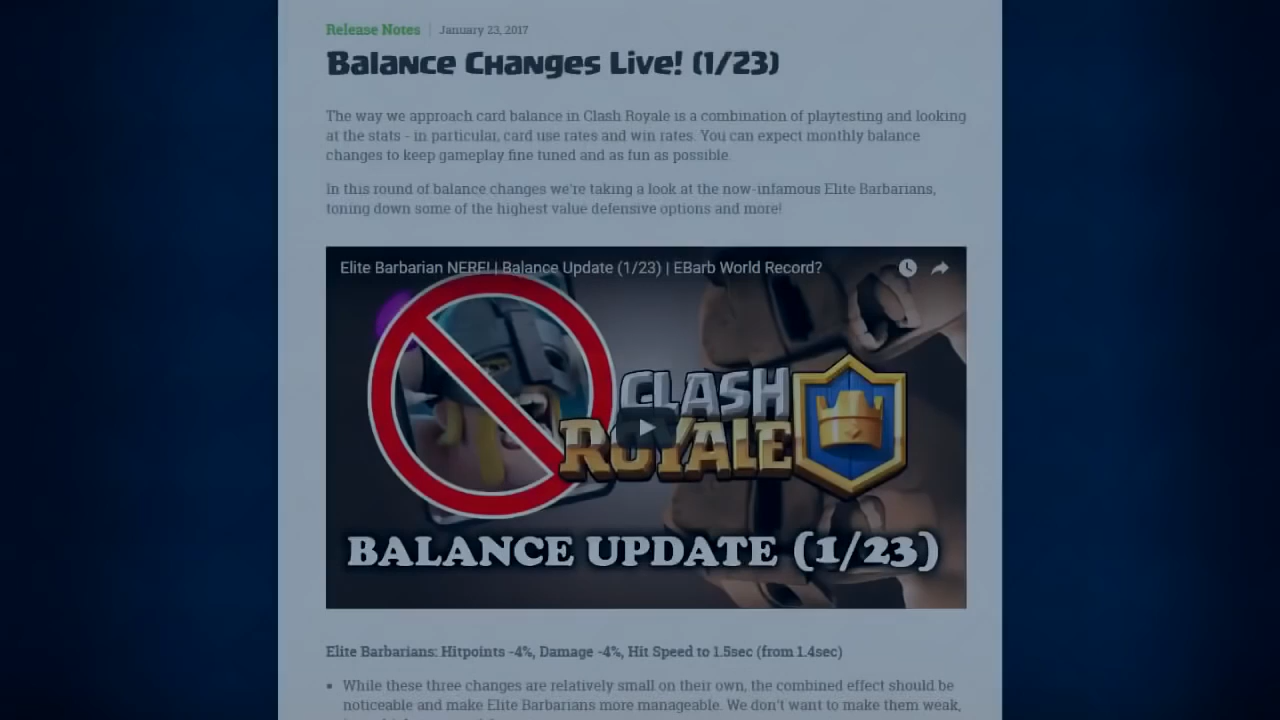 Release Notes | January 23, 2017
Balance Changes Live! (1/23)
The way we approach card balance in Clash Royale is a combination of playtesting and looking
at the stats - in particular, card use rates and win rates. You can expect monthly balance
changes to keep gameplay fine tuned and as fun as possible.
In this round of balance changes we're taking a look at the now-infamous Elite Barbarians,
toning down some of the highest value defensive options and more!
Elite Barbarian NERF! | Balance Update (1/23) | EBarb World Record?
CLASH
ROYALE
BALANCE UPDATE (1/23)
Elite Barbarians: Hitpoints -4%, Damage -4%, Hit Speed to 1.5sec (from 1.4sec)
• While these three changes are relatively small on their own, the combined effect should be
noticeable and make Elite Barbarians more manageable. We don't want to make them weak,